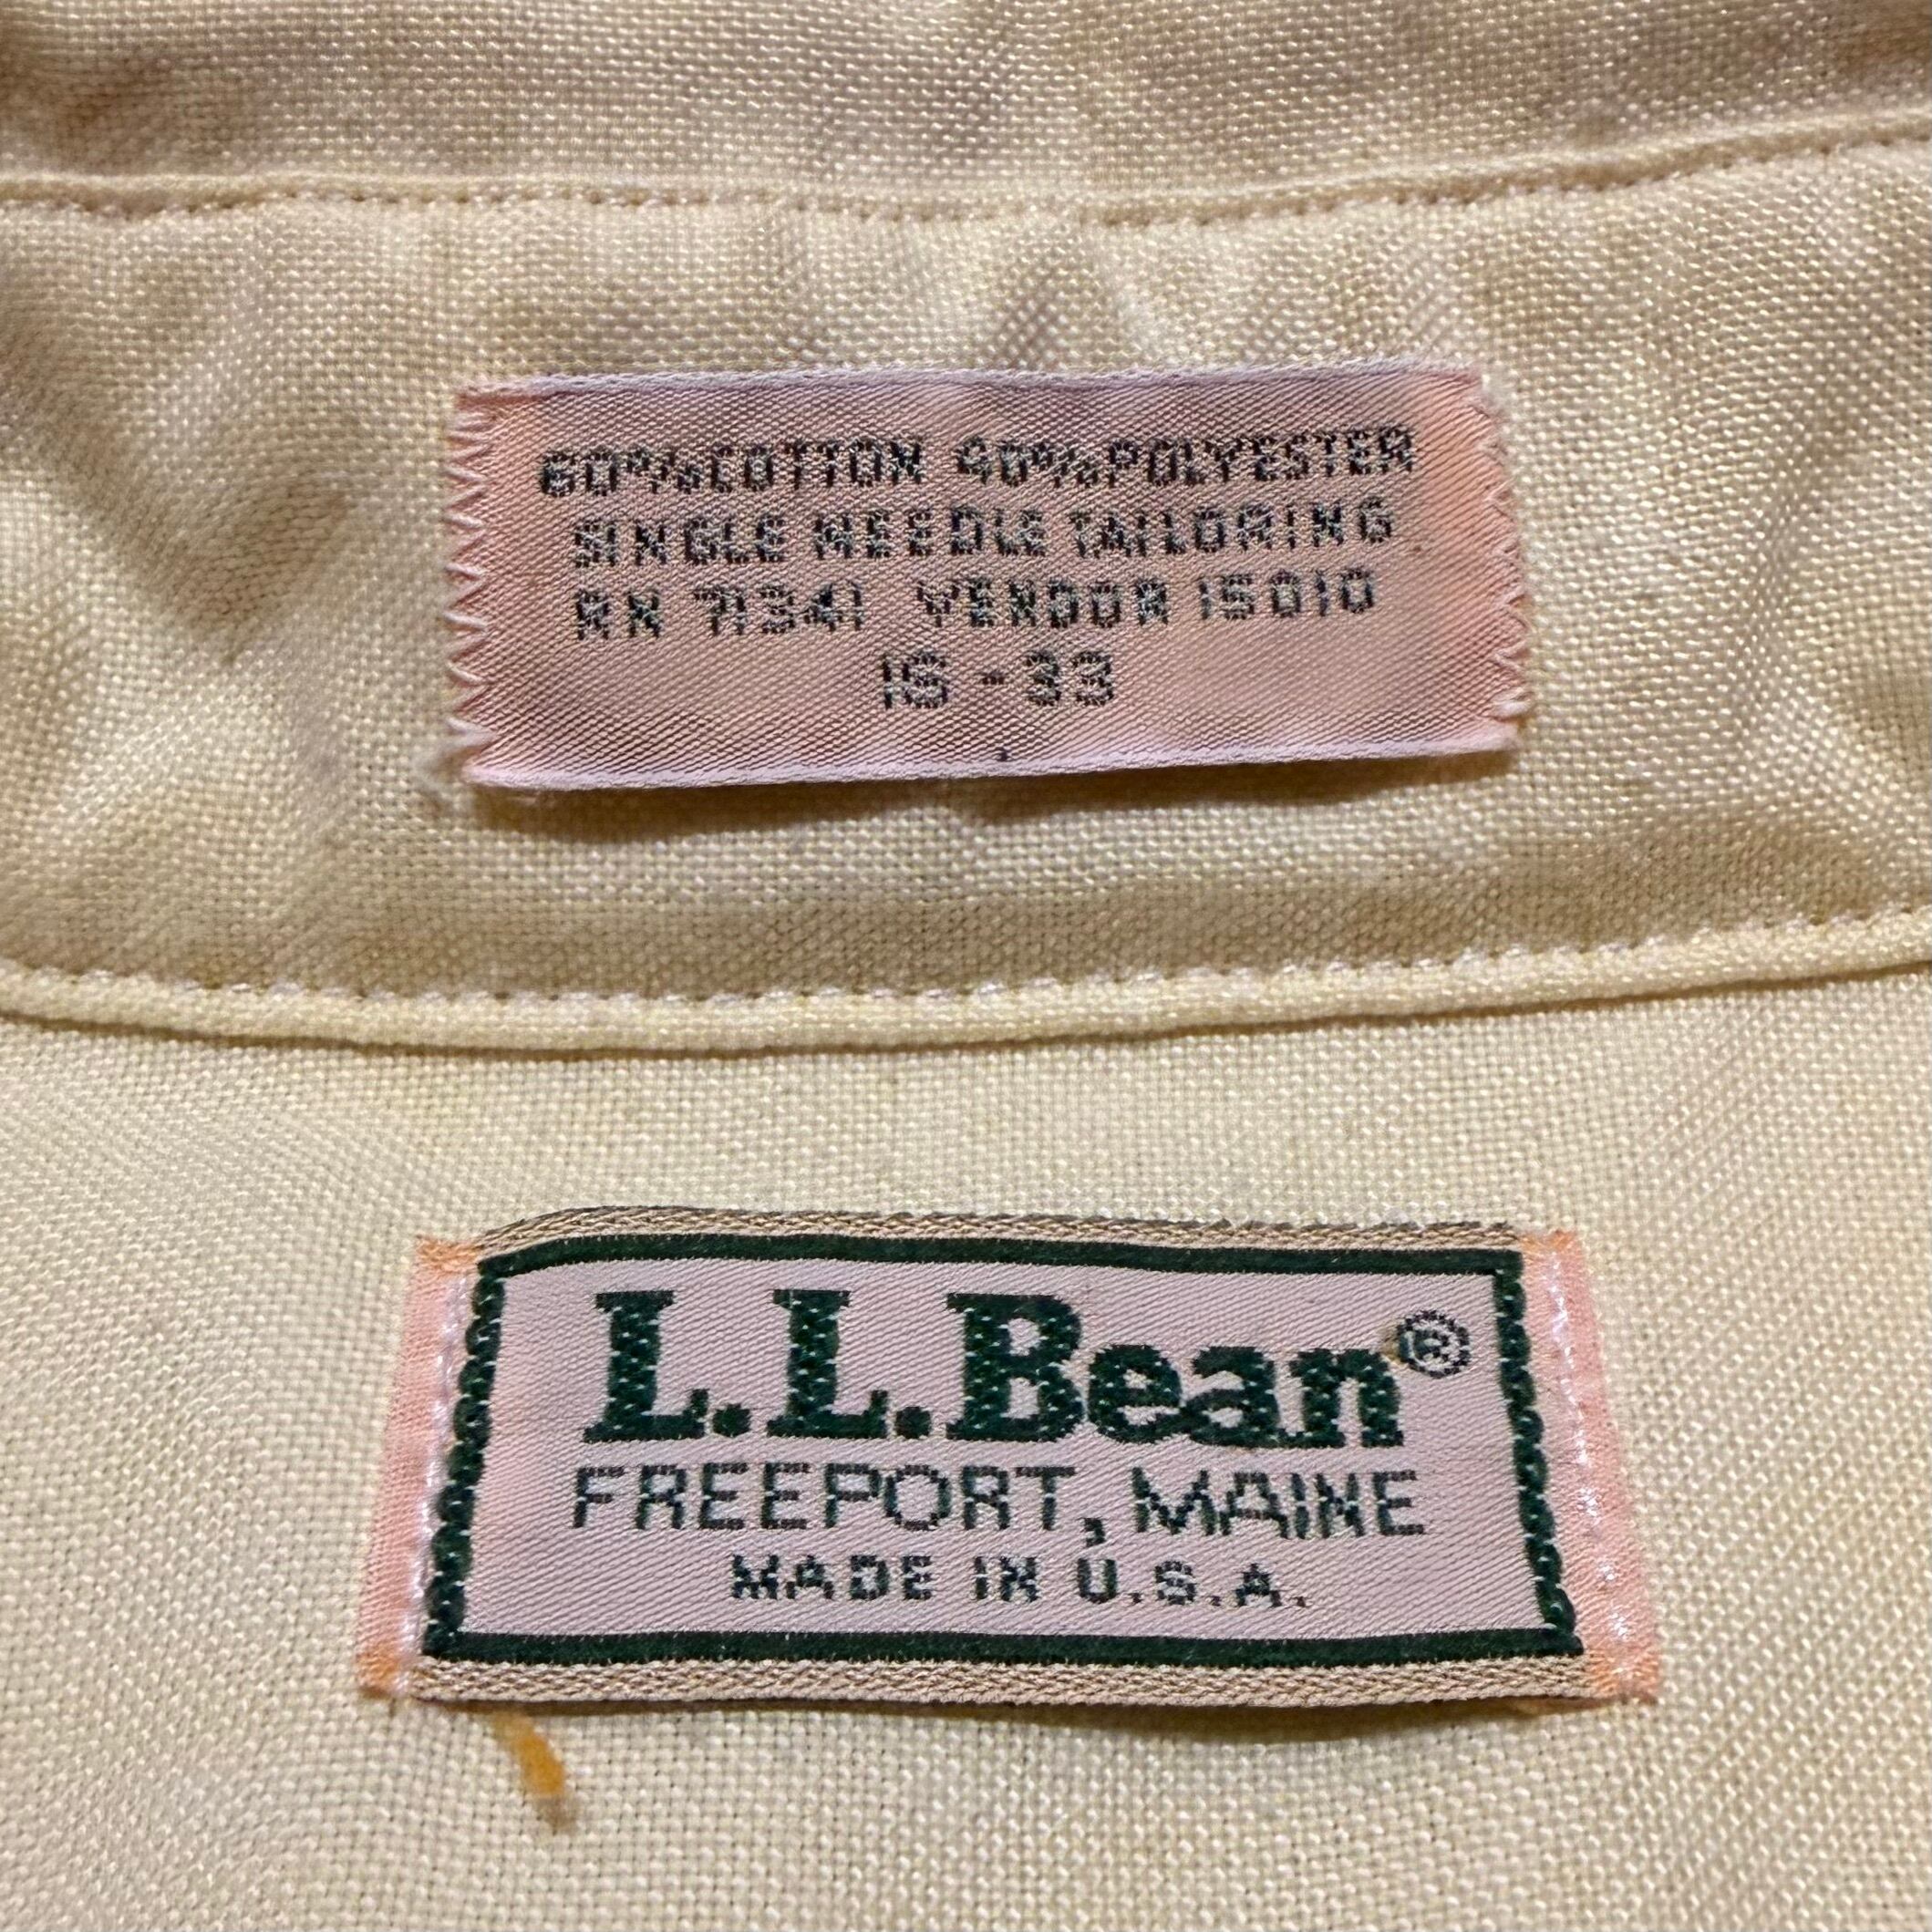 60% COTTON 40% POLYESTER
SINGLE NEEDLE TAILORING
RN 71341 VENDOR 15010
16 - 33
L.L.Bean®
FREEPORT, MAINE
MADE IN U.S.A.